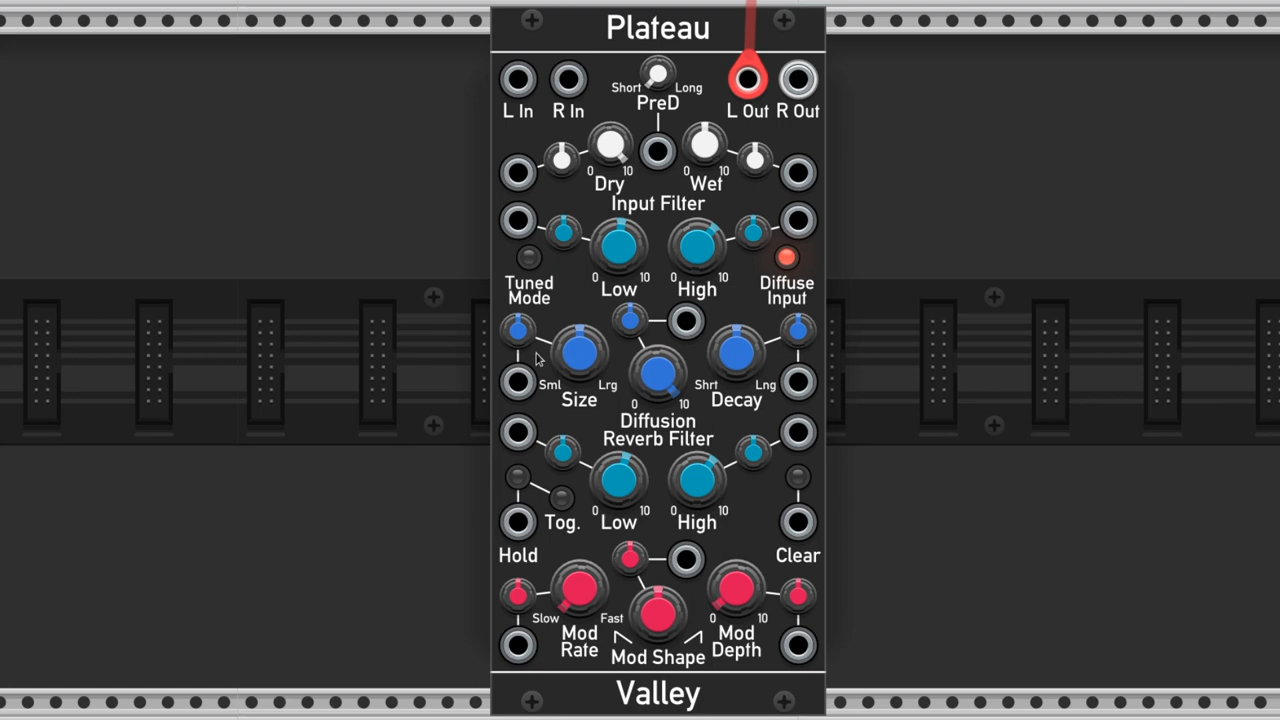 Plateau
Short Long
L In R In PreD L Out R Out
0 10 0 10
Dry Wet
Input Filter
0 10 0 10
Tuned Mode Low High Diffuse Input
Sml Lrg Shrt Lng
Size 0 10 Decay
Diffusion
Reverb Filter
0 10 0 10
Tog. Low High
Hold Clear
Slow Fast 0 10
Mod Rate Mod Shape Mod Depth
Valley